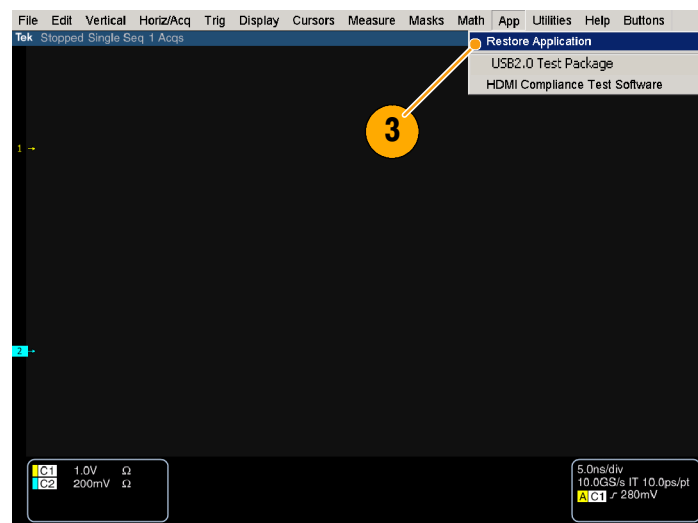 File Edit Vertical Horiz/Acq Trig Display Cursors Measure Masks Math App Utilities Help Buttons
Tek Stopped Single Seq 1 Acqs
Restore Application
USB2.0 Test Package
HDMI Compliance Test Software
3
1
2
C1 1.0V Ω
C2 200mV Ω
5.0ns/div
10.0GS/s IT 10.0ps/pt
A C1 280mV